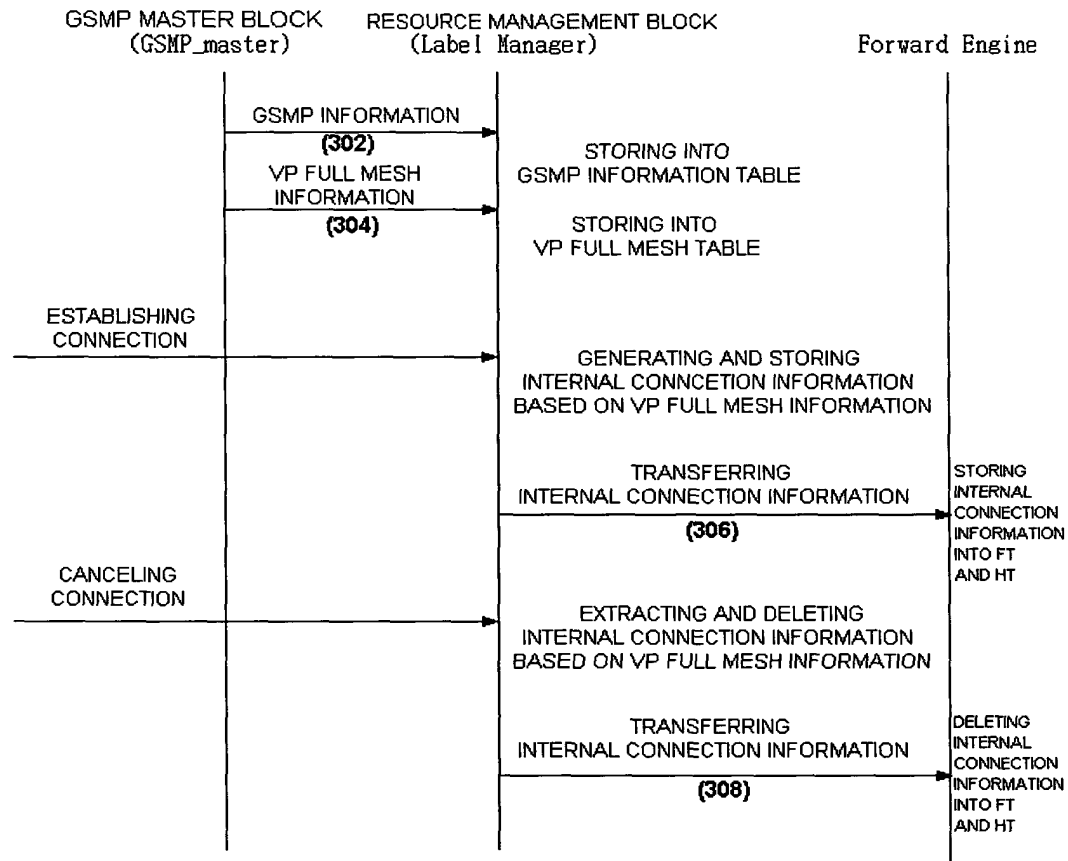 GSMP MASTER BLOCK
(GSMP_master)
RESOURCE MANAGEMENT BLOCK
(Label Manager)
Forward Engine
GSMP INFORMATION
(302)
STORING INTO
GSMP INFORMATION TABLE
VP FULL MESH
INFORMATION
(304)
STORING INTO
VP FULL MESH TABLE
ESTABLISHING
CONNECTION
GENERATING AND STORING
INTERNAL CONNCETION INFORMATION
BASED ON VP FULL MESH INFORMATION
TRANSFERRING
INTERNAL CONNECTION INFORMATION
(306)
STORING
INTERNAL
CONNECTION
INFORMATION
INTO FT
AND HT
CANCELING
CONNECTION
EXTRACTING AND DELETING
INTERNAL CONNECTION INFORMATION
BASED ON VP FULL MESH INFORMATION
TRANSFERRING
INTERNAL CONNECTION INFORMATION
(308)
DELETING
INTERNAL
CONNECTION
INFORMATION
INTO FT
AND HT